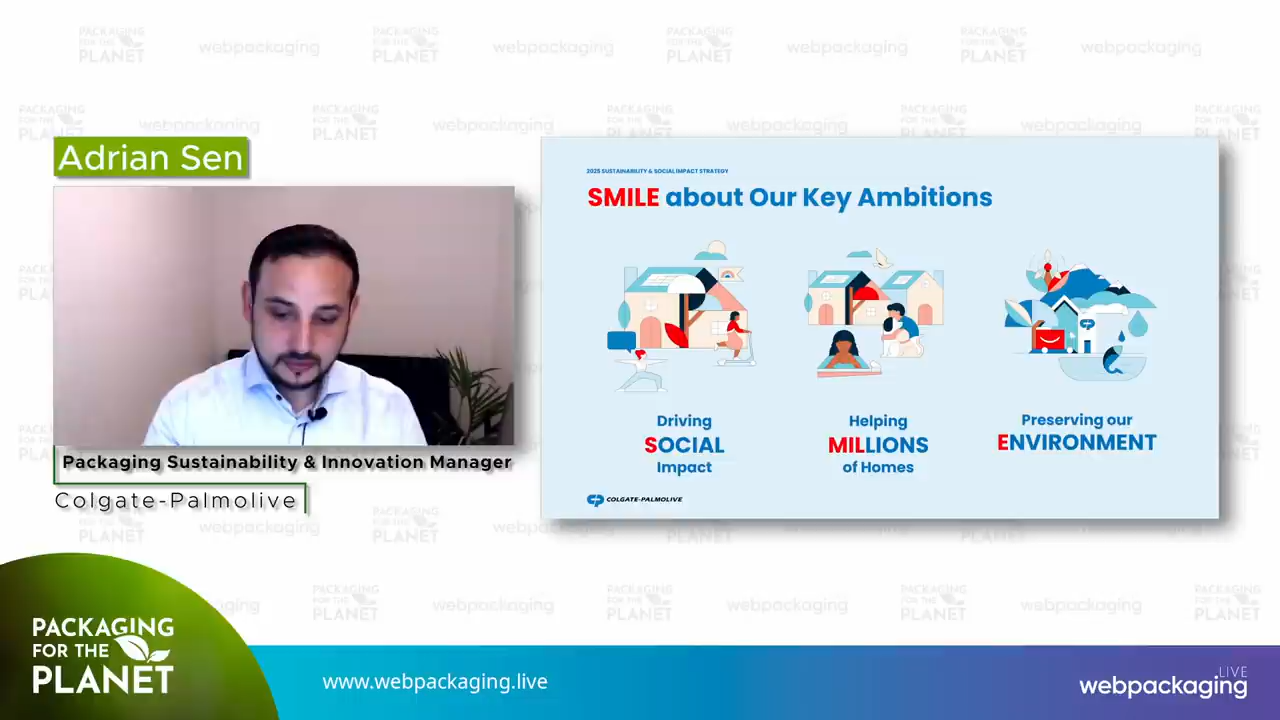 Adrian Sen
Packaging Sustainability & Innovation Manager
Colgate-Palmolive
2025 SUSTAINABILITY & SOCIAL IMPACT STRATEGY
SMILE about Our Key Ambitions
Driving
SOCIAL
Impact
Helping
MILLIONS
of Homes
Preserving our
ENVIRONMENT
COLGATE-PALMOLIVE
PACKAGING
FOR THE
PLANET
www.webpackaging.live
LIVE
webpackaging